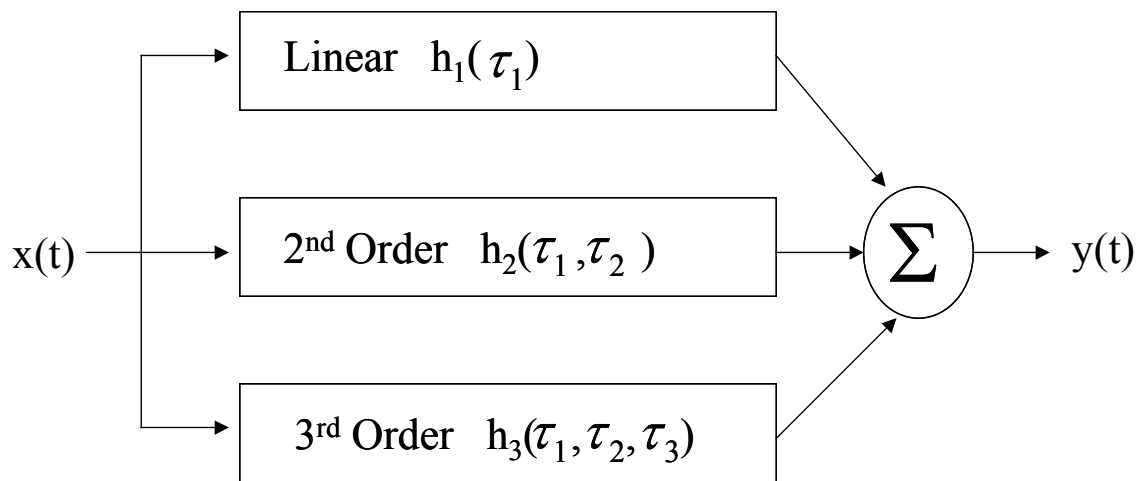 Linear h₁(τ₁)
x(t)
2ⁿᵈ Order h₂(τ₁,τ₂ )
Σ
y(t)
3ʳᵈ Order h₃(τ₁,τ₂,τ₃)